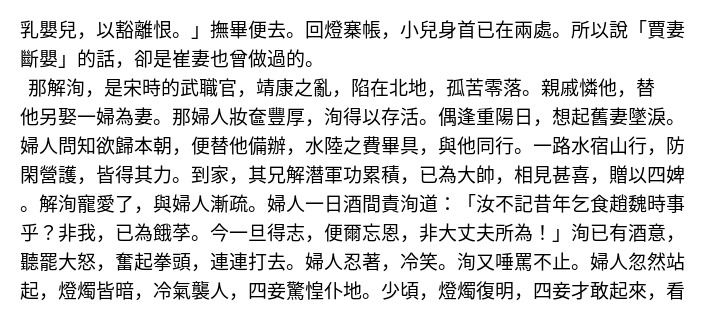 乳嬰兒，以豁離恨。」撫畢便去。回燈寨帳，小兒身首已在兩處。所以說「賈妻
斷嬰」的話，卻是崔妻也曾做過的。
那解洵，是宋時的武職官，靖康之亂，陷在北地，孤苦零落。親戚憐他，替
他另娶一婦為妻。那婦人妝奩豐厚，洵得以存活。偶逢重陽日，想起舊妻墜淚。
婦人問知欲歸本朝，便替他備辦，水陸之費畢具，與他同行。一路水宿山行，防
閑營護，皆得其力。到家，其兄解潛軍功累積，已為大帥，相見甚喜，贈以四婢
。解洵寵愛了，與婦人漸疏。婦人一日酒間責洵道：「汝不記昔年乞食趙魏時事
乎？非我，已為餓莩。今一旦得志，便爾忘恩，非大丈夫所為！」洵已有酒意，
聽罷大怒，奮起拳頭，連連打去。婦人忍著，冷笑。洵又唾罵不止。婦人忽然站
起，燈燭皆暗，冷氣襲人，四妾驚惶仆地。少頃，燈燭復明，四妾才敢起來，看